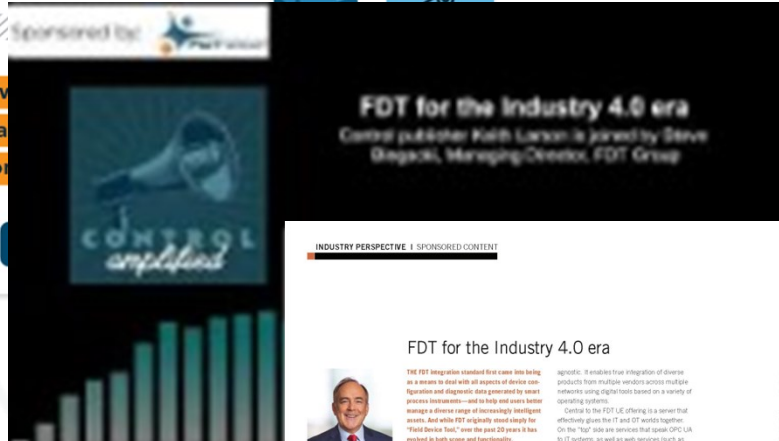 Sponsored by:
FDT for the Industry 4.0 era
Control publisher Keith Larson is joined by Steve
Biegacki, Managing Director, FDT Group
CONTROL
amplified
INDUSTRY PERSPECTIVE | SPONSORED CONTENT
FDT for the Industry 4.0 era
THE FDT integration standard first came into being
as a means to deal with all aspects of device con-
figuration and diagnostic data generated by smart
process instruments—and to help end users better
manage a diverse range of increasingly intelligent
assets. And while FDT originally stood simply for
"Field Device Tool," over the past 20 years it has
evolved in both scope and functionality.
agnostic. It enables true integration of diverse
products from multiple vendors across multiple
networks using digital tools based on a variety of
operating systems.
Central to the FDT UE offering is a server that
effectively gives the IT and OT worlds together.
On the "top" side are services that speak OPC UA
to IT systems, as well as web services (such as